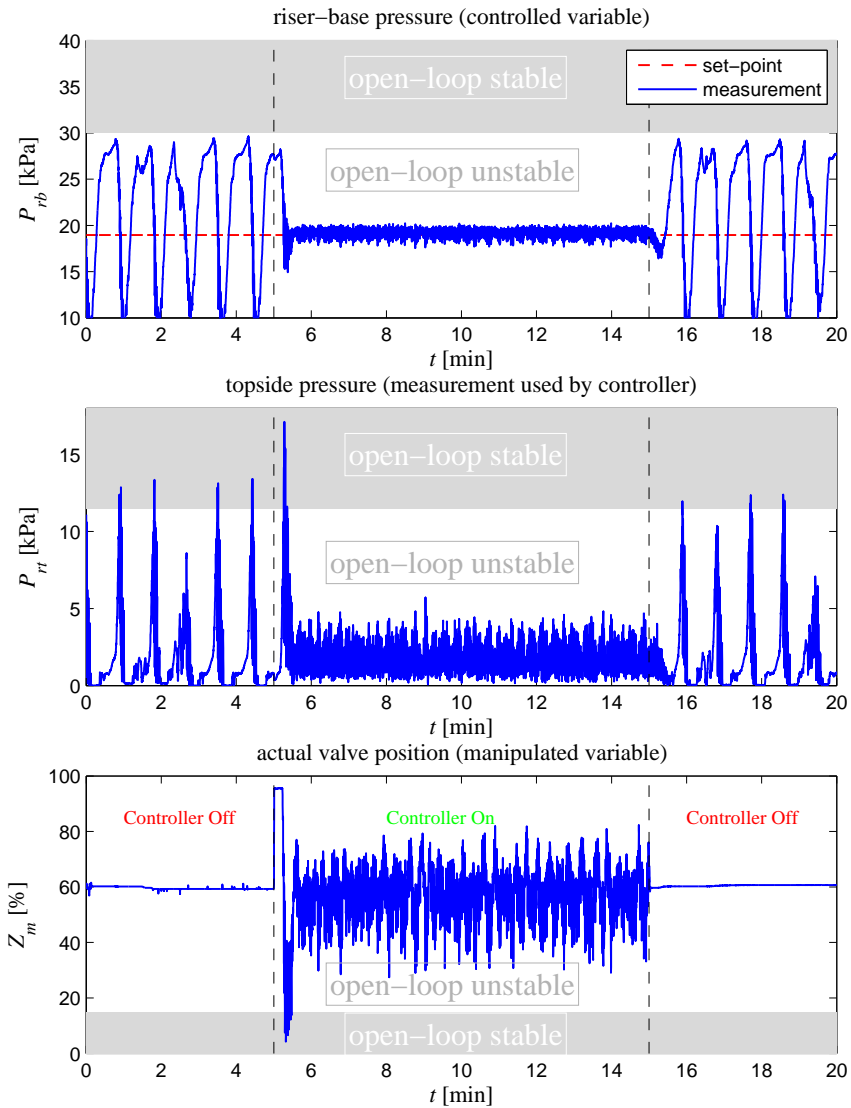 riser−base pressure (controlled variable)
40
35
30
25
20
15
10
P_rb [kPa]
open−loop stable
open−loop unstable
set−point
measurement
0 2 4 6 8 10 12 14 16 18 20
t [min]
topside pressure (measurement used by controller)
15
10
5
0
P_rt [kPa]
open−loop stable
open−loop unstable
0 2 4 6 8 10 12 14 16 18 20
t [min]
actual valve position (manipulated variable)
100
80
60
40
20
0
Z_m [%]
Controller Off
Controller On
Controller Off
open−loop unstable
open−loop stable
0 2 4 6 8 10 12 14 16 18 20
t [min]